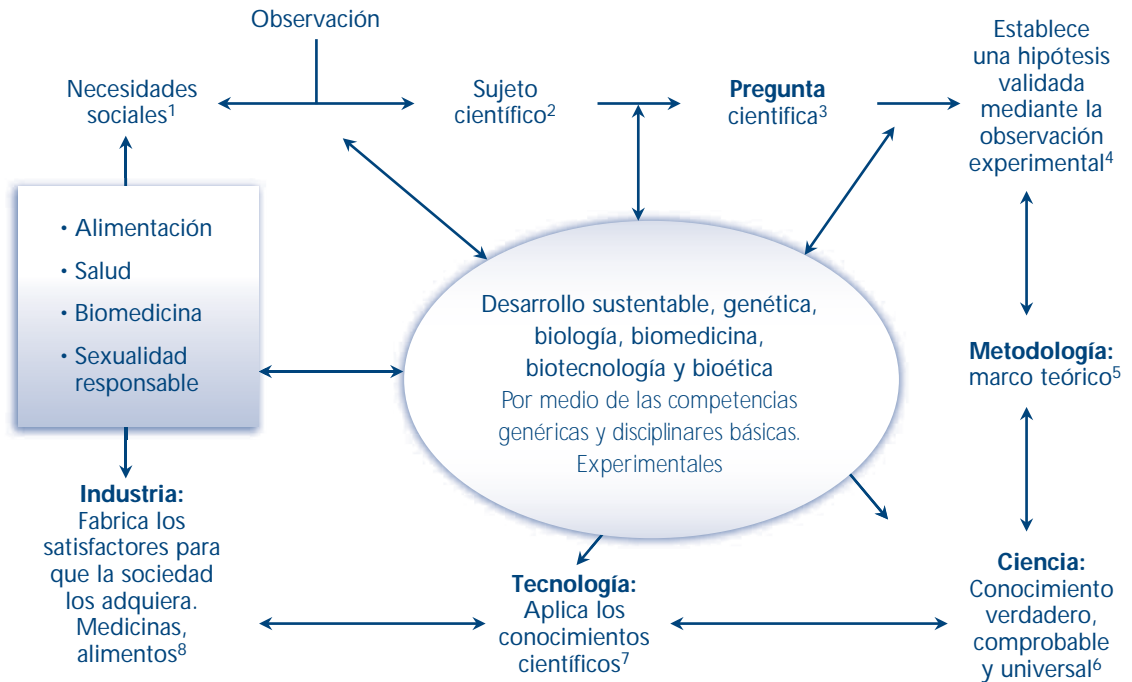 Observación
Necesidades
sociales¹
Sujeto
científico²
Pregunta
cientifica³
Establece
una hipótesis
validada
mediante la
observación
experimental⁴
• Alimentación
• Salud
• Biomedicina
• Sexualidad
responsable
Desarrollo sustentable, genética,
biología, biomedicina,
biotecnología y bioética
Por medio de las competencias
genéricas y disciplinares básicas.
Experimentales
Metodología:
marco teórico⁵
Industria:
Fabrica los
satisfactores para
que la sociedad
los adquiera.
Medicinas,
alimentos⁸
Tecnología:
Aplica los
conocimientos
científicos⁷
Ciencia:
Conocimiento
verdadero,
comprobable
y universal⁶